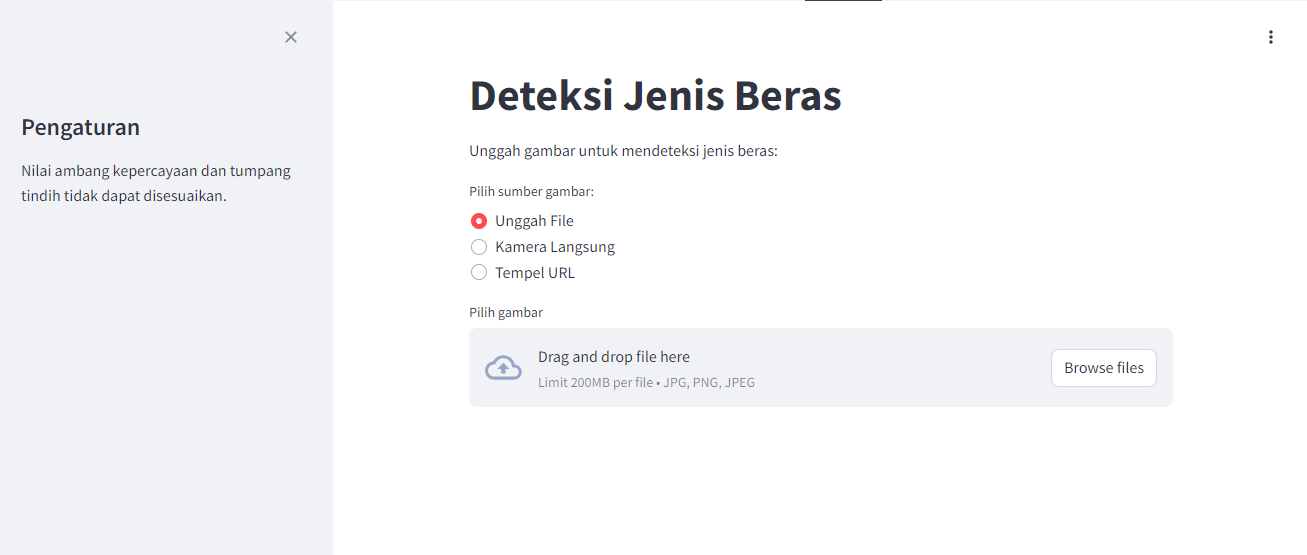 Pengaturan
Nilai ambang kepercayaan dan tumpang
tindih tidak dapat disesuaikan.
Deteksi Jenis Beras
Unggah gambar untuk mendeteksi jenis beras:
Pilih sumber gambar:
Unggah File
Kamera Langsung
Tempel URL
Pilih gambar
Drag and drop file here
Limit 200MB per file • JPG, PNG, JPEG
Browse files